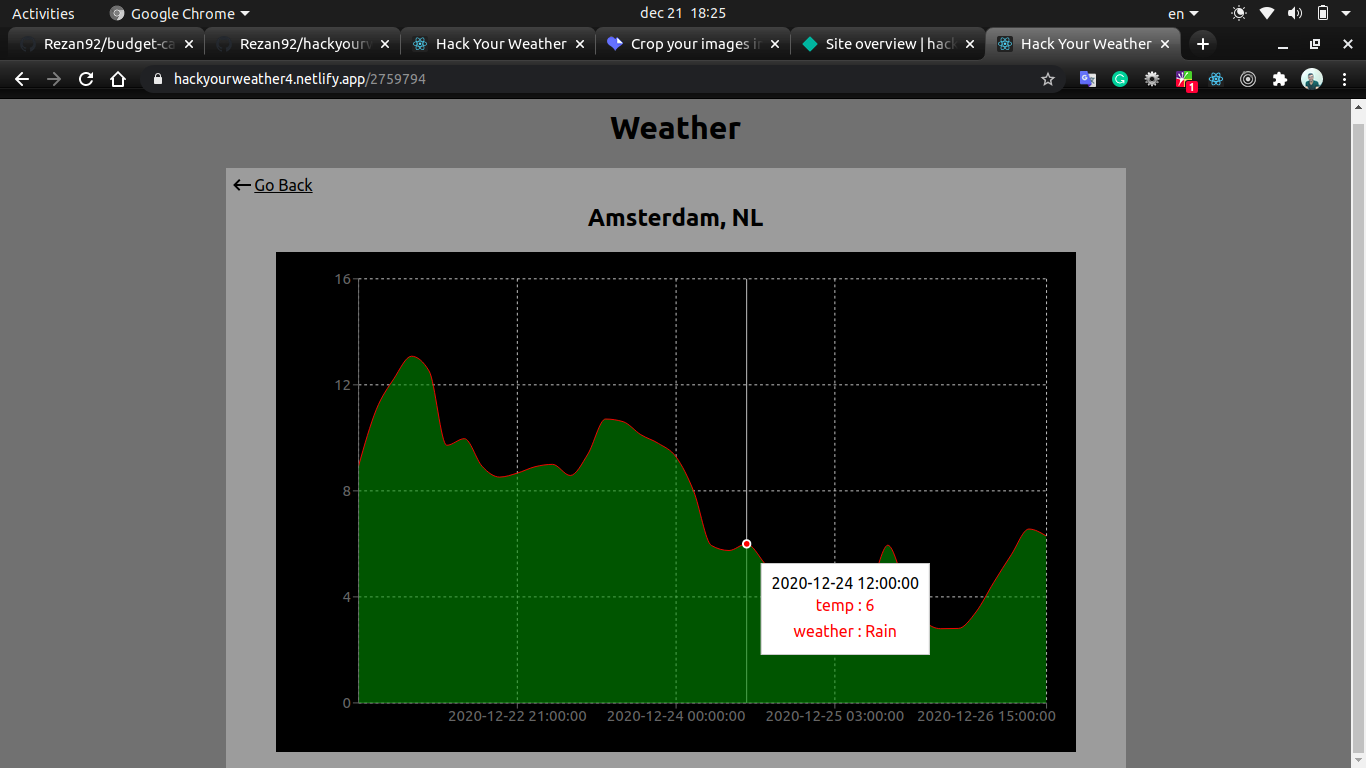 Activities Google Chrome dec 21 18:25 en
Rezan92/budget-ca Rezan92/hackyourw Hack Your Weather Crop your images in Site overview | hack Hack Your Weather
hackyourweather4.netlify.app/2759794 1
Weather
Go Back
Amsterdam, NL
16
12
8
4
0
2020-12-24 12:00:00
temp : 6
weather : Rain
2020-12-22 21:00:00 2020-12-24 00:00:00 2020-12-25 03:00:00 2020-12-26 15:00:00